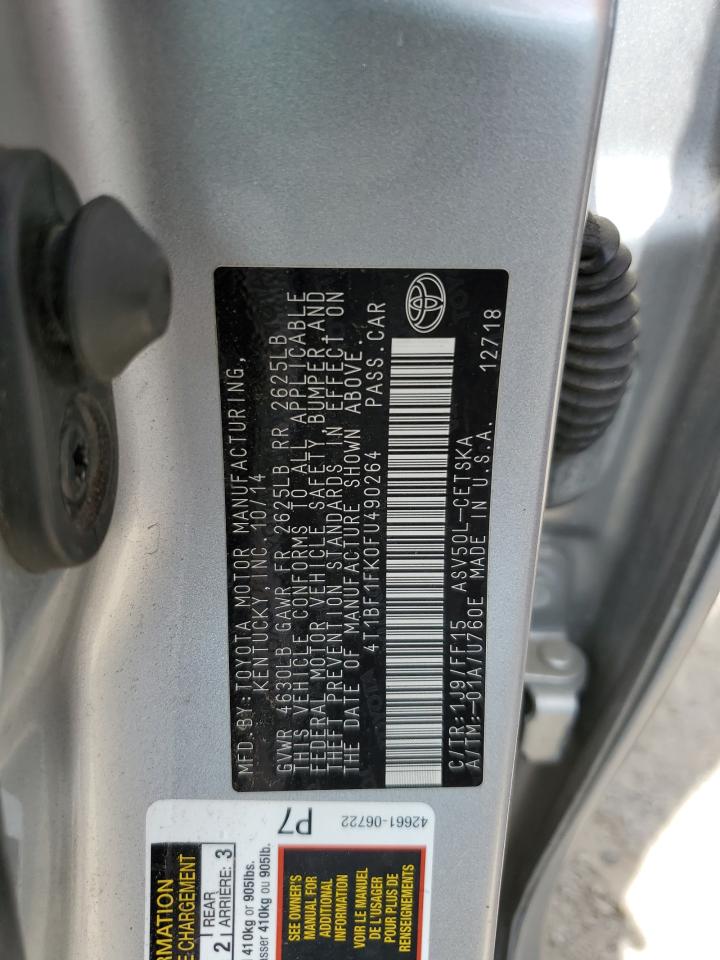 MFD BY: TOYOTA MOTOR MANUFACTURING,
KENTUCKY, INC. 10/14
GVWR 4630LB GAWR FR 2625LB RR 2625LB
THIS VEHICLE CONFORMS TO ALL APPLICABLE
FEDERAL MOTOR VEHICLE SAFETY, BUMPER AND
THEFT PREVENTION STANDARDS IN EFFECT ON
THE DATE OF MANUFACTURE SHOWN ABOVE.
4T1BF1FK0FU490264 PASS.CAR
C/TR:1J9/FF15 ASV50L-CETSKA
A/TM:-01A/U760E MADE IN U.S.A. 12718
P7
42661-06722
REAR
2 ARRIÈRE: 3
410kg or 905lbs.
asser 410kg ou 905lb.
SEE OWNER'S
MANUAL FOR
ADDITIONAL
INFORMATION
VOIR LE MANUEL
DE L'USAGER
POUR PLUS DE
RENSEIGNEMENTS